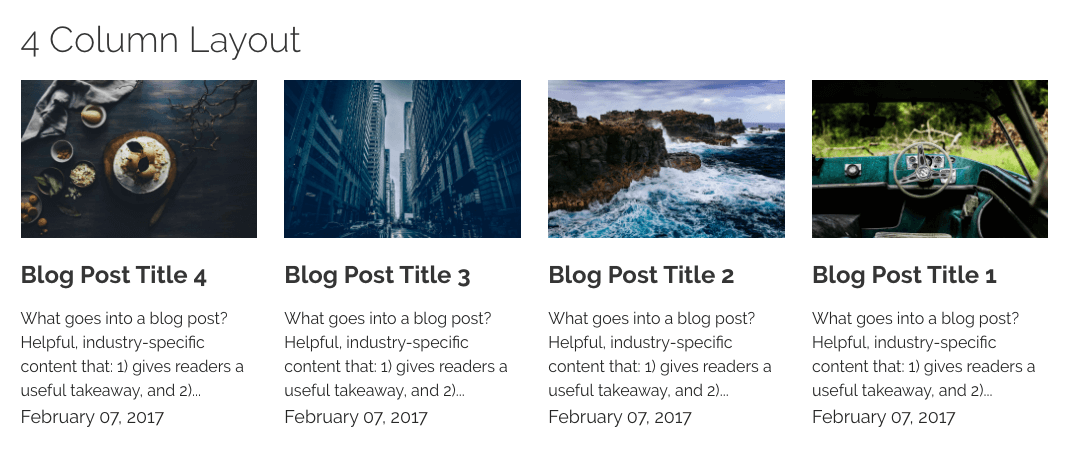 4 Column Layout
Blog Post Title 4
What goes into a blog post?
Helpful, industry-specific
content that: 1) gives readers a
useful takeaway, and 2)...
February 07, 2017
Blog Post Title 3
What goes into a blog post?
Helpful, industry-specific
content that: 1) gives readers a
useful takeaway, and 2)...
February 07, 2017
Blog Post Title 2
What goes into a blog post?
Helpful, industry-specific
content that: 1) gives readers a
useful takeaway, and 2)...
February 07, 2017
Blog Post Title 1
What goes into a blog post?
Helpful, industry-specific
content that: 1) gives readers a
useful takeaway, and 2)...
February 07, 2017